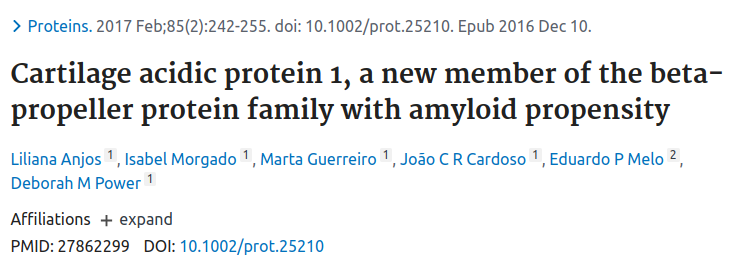 Proteins. 2017 Feb;85(2):242-255. doi: 10.1002/prot.25210. Epub 2016 Dec 10.
Cartilage acidic protein 1, a new member of the beta-
propeller protein family with amyloid propensity
Liliana Anjos 1, Isabel Morgado 1, Marta Guerreiro 1, João C R Cardoso 1, Eduardo P Melo 2,
Deborah M Power 1
Affiliations + expand
PMID: 27862299 DOI: 10.1002/prot.25210